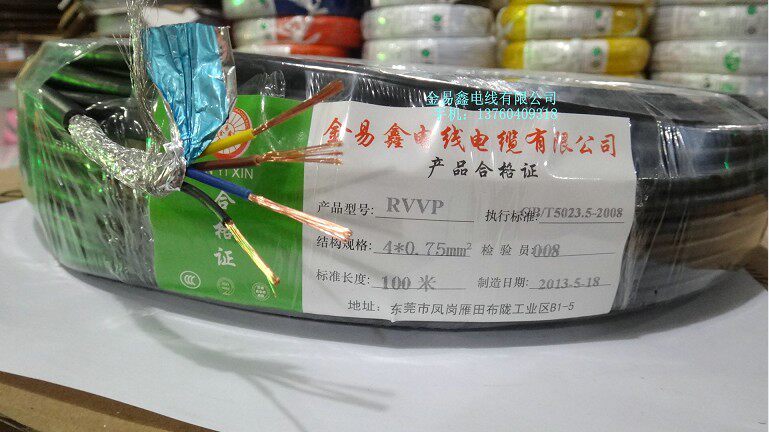 金易鑫电线有限公司
手机：13760409318
金易鑫电线电缆有限公司
产品合格证
YI XIN
合格证
产品型号: RVVP 执行标准: GB/T5023.5-2008
结构规格: 4*0.75mm² 检验员: 008
标准长度: 100 米 制造日期: 2013-5-18
地址: 东莞市凤岗雁田布陇工业区B1-5